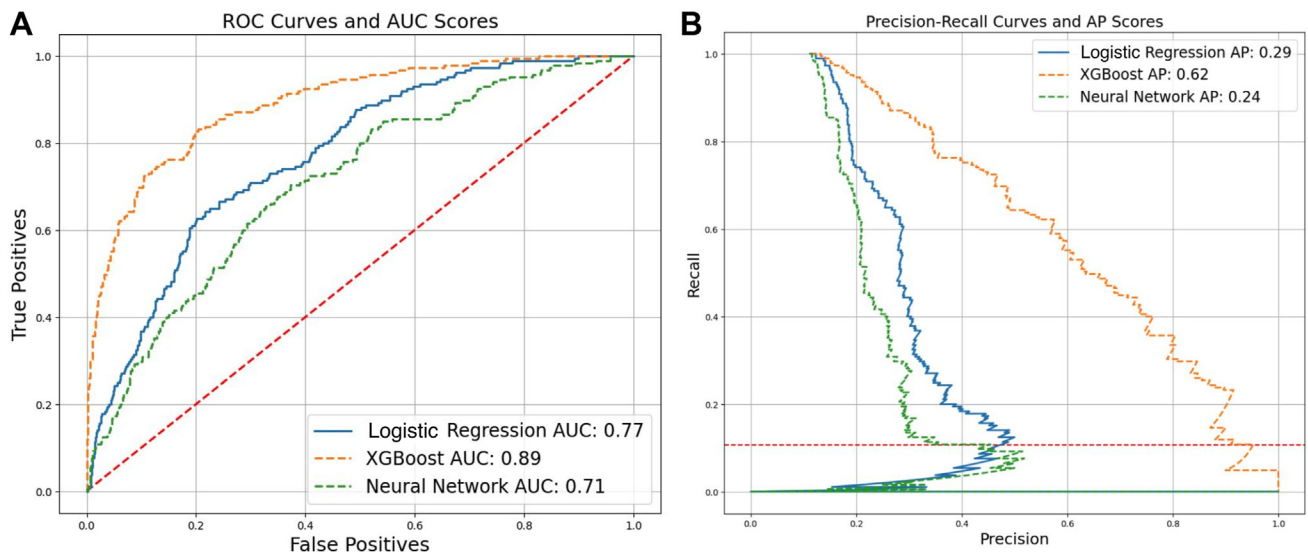 A
ROC Curves and AUC Scores
1.0
0.8
0.6
0.4
0.2
0.0
True Positives
0.0 0.2 0.4 0.6 0.8 1.0
False Positives
Logistic Regression AUC: 0.77
XGBoost AUC: 0.89
Neural Network AUC: 0.71
B
Precision-Recall Curves and AP Scores
1.0
0.8
0.6
0.4
0.2
0.0
Recall
0.0 0.2 0.4 0.6 0.8 1.0
Precision
Logistic Regression AP: 0.29
XGBoost AP: 0.62
Neural Network AP: 0.24